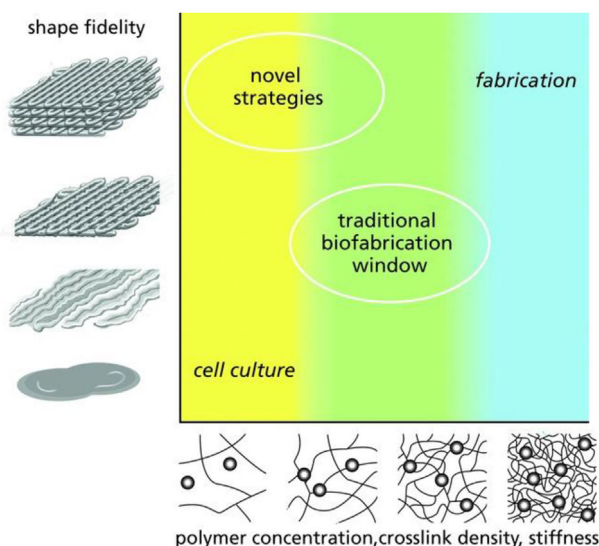 shape fidelity
novel
strategies
fabrication
traditional
biofabrication
window
cell culture
polymer concentration,crosslink density, stiffness